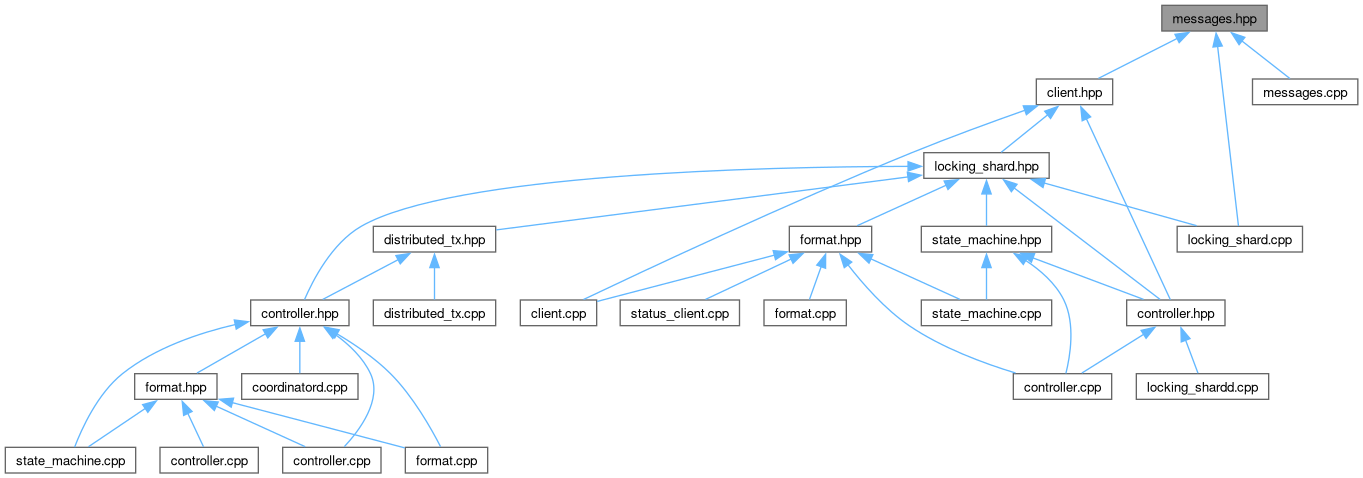 messages.hpp
client.hpp
messages.cpp
locking_shard.hpp
distributed_tx.hpp
format.hpp
state_machine.hpp
locking_shard.cpp
controller.hpp
distributed_tx.cpp
client.cpp
status_client.cpp
format.cpp
state_machine.cpp
controller.hpp
format.hpp
coordinatord.cpp
controller.cpp
locking_shardd.cpp
state_machine.cpp
controller.cpp
controller.cpp
format.cpp